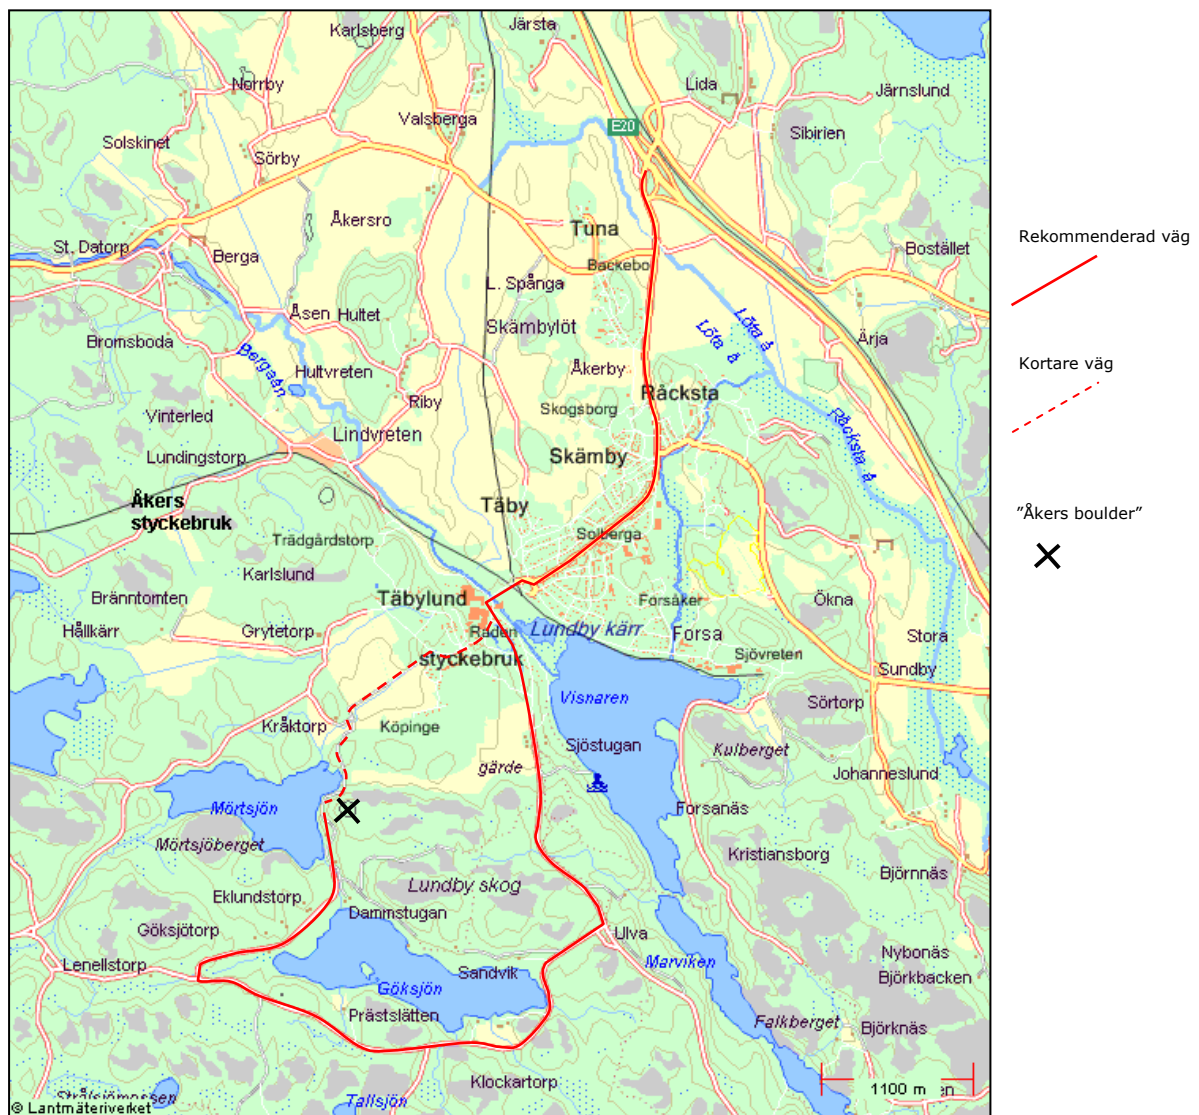 Karlsberg
Järsta
Norrby
Lida
Järnslund
Valsberga
E20
Solskinet
Sibirien
Sörby
Åkersro
Tuna
St. Datorp
Berga
Backebo
Bostället
L. Spånga
Åsen
Hultet
Skämbylöt
Löta å
Löta å
Bromsboda
Bergaån
Ärja
Hultvreten
Åkerby
Råcksta
Riby
Skogsborg
Vinterled
Råcksta å
Lindvreten
Lundingstorp
Skämby
Åkers
styckebruk
Täby
Trädgårdstorp
Solberga
Karlslund
Bränntomten
Täbylund
Forsåker
Ökna
Hållkärr
Grytetorp
Raden
Lundby kärr
Forsa
Stora
Sundby
styckebruk
Sjövreten
Visnaren
Sörtorp
Kråktorp
Köpinge
Sjöstugan
Kulberget
gärde
Johanneslund
Mörtsjön
Forsanäs
Mörtsjöberget
Kristiansborg
Björnnäs
Eklundstorp
Lundby skog
Dammstugan
Göksjötorp
Ulva
Nybonäs
Lenellstorp
Sandvik
Marviken
Björkbacken
Göksjön
Prästslätten
Falkberget
Björknäs
Klockartorp
1100 m
Tallsjön
© Lantmäteriverket
Rekommenderad väg
Kortare väg
”Åkers boulder”